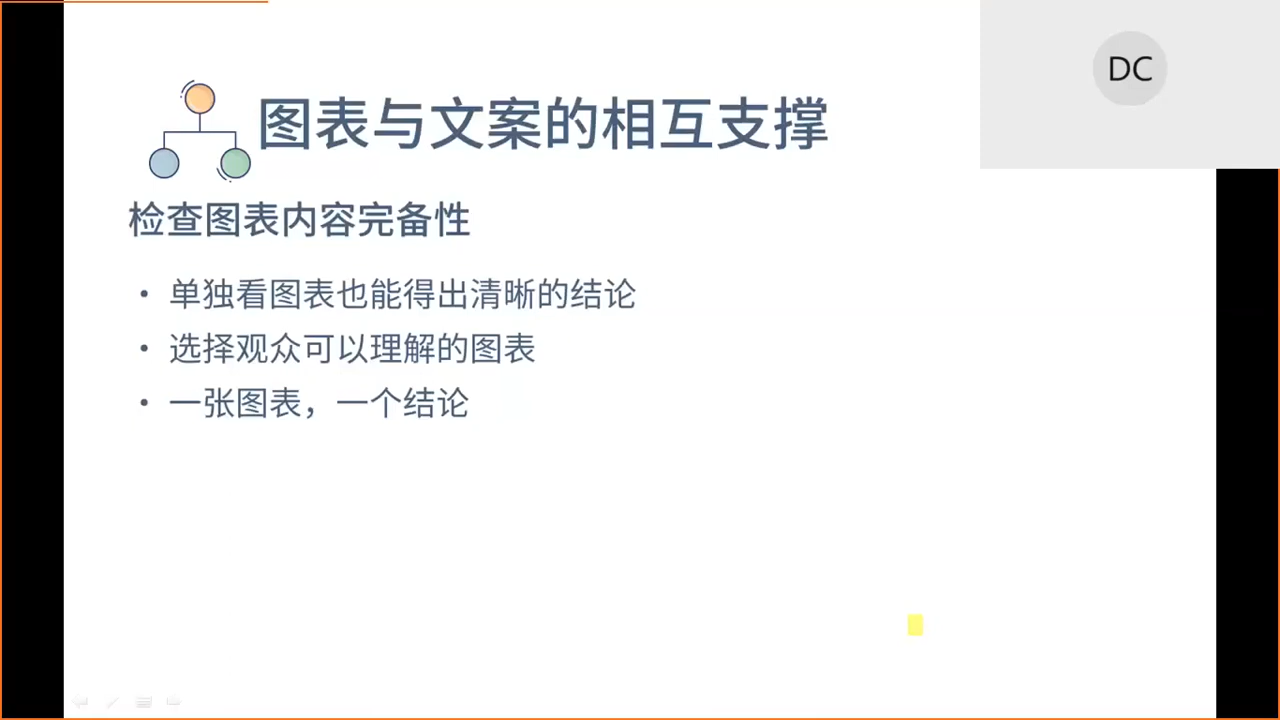 DC
图表与文案的相互支撑
检查图表内容完备性
• 单独看图表也能得出清晰的结论
• 选择观众可以理解的图表
• 一张图表，一个结论